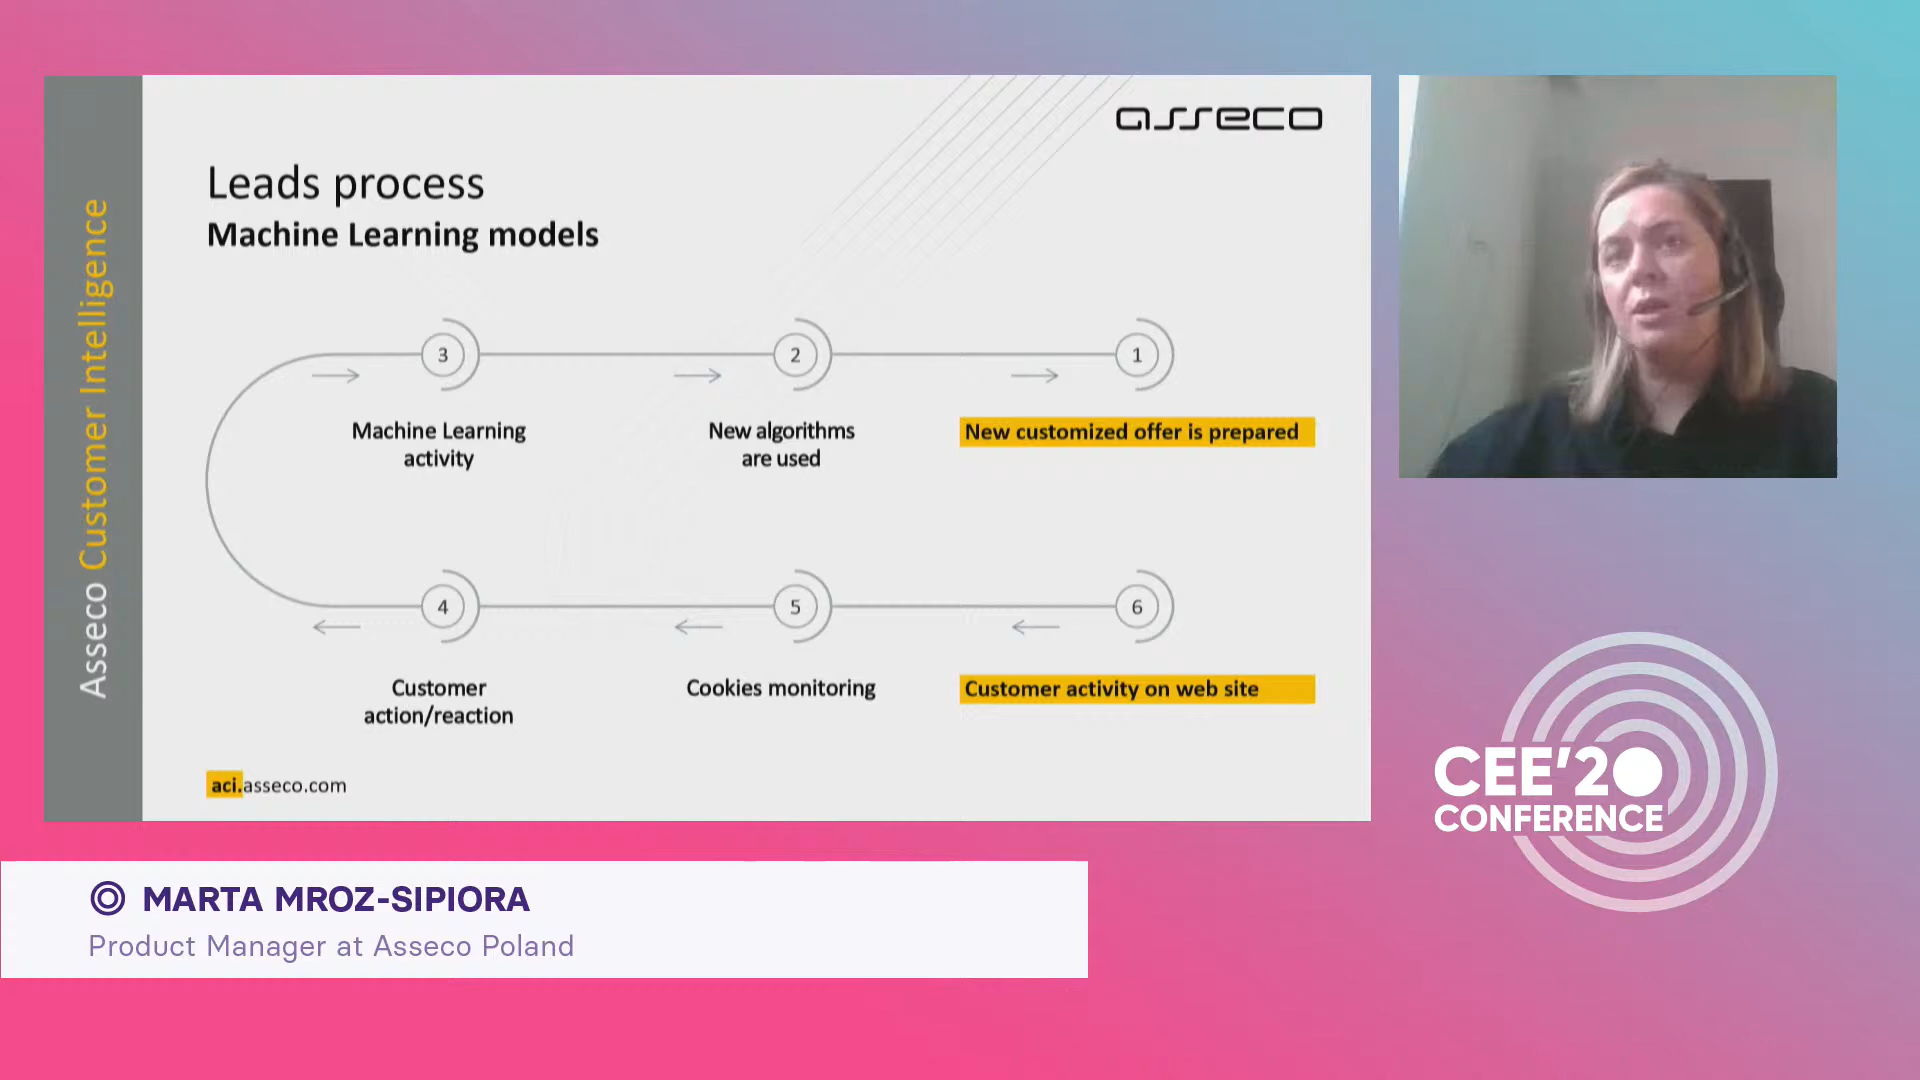 Asseco Customer Intelligence
asseco
Leads process
Machine Learning models
3
2
1
Machine Learning
activity
New algorithms
are used
New customized offer is prepared
4
5
6
Customer
action/reaction
Cookies monitoring
Customer activity on web site
aci.asseco.com
CEE'20
CONFERENCE
MARTA MROZ-SIPIORA
Product Manager at Asseco Poland